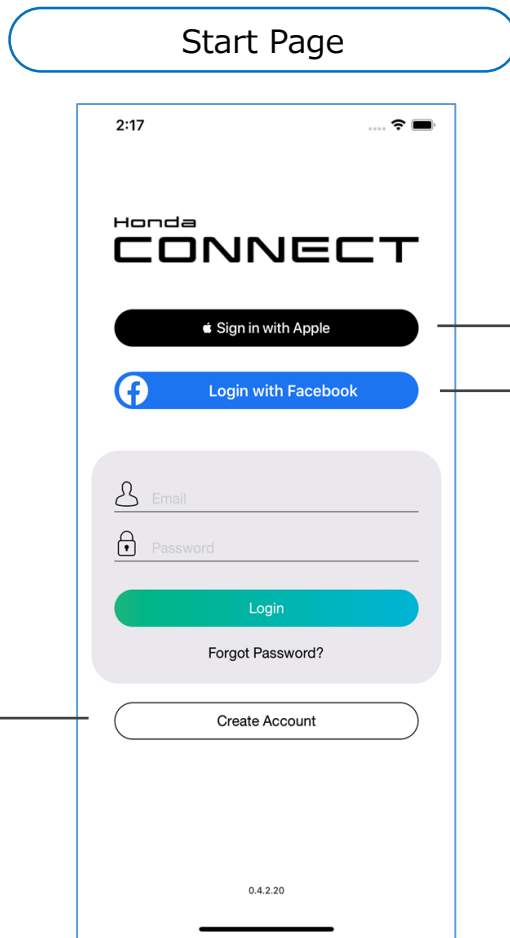 Start Page
2:17
Honda
CONNECT
Sign in with Apple
Login with Facebook
Email
Password
Login
Forgot Password?
Create Account
0.4.2.20